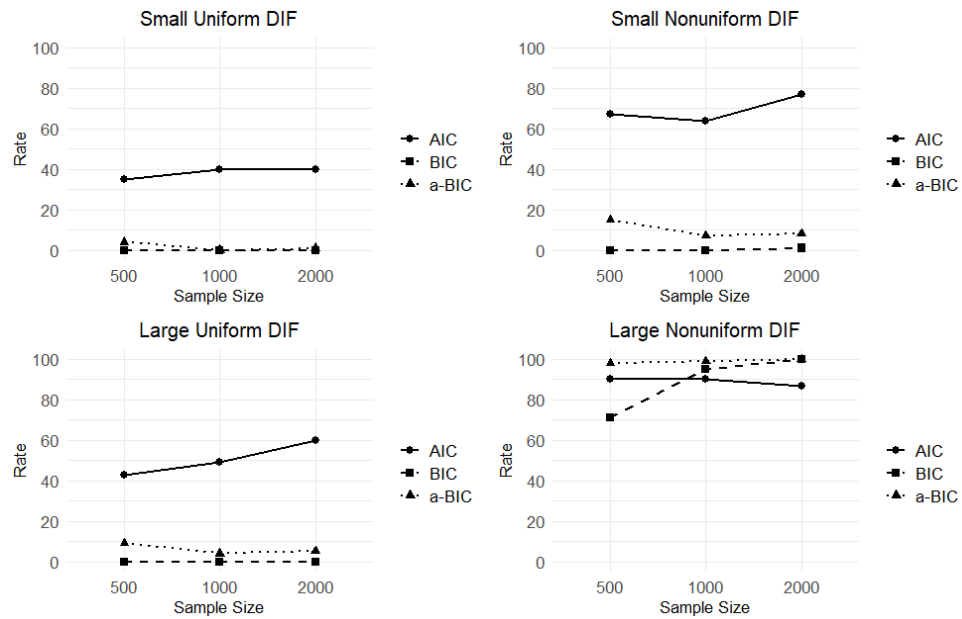 Small Uniform DIF
100
80
60
40
20
0
Rate
500 1000 2000
Sample Size
AIC
BIC
a-BIC
Small Nonuniform DIF
100
80
60
40
20
0
Rate
500 1000 2000
Sample Size
AIC
BIC
a-BIC
Large Uniform DIF
100
80
60
40
20
0
Rate
500 1000 2000
Sample Size
AIC
BIC
a-BIC
Large Nonuniform DIF
100
80
60
40
20
0
Rate
500 1000 2000
Sample Size
AIC
BIC
a-BIC